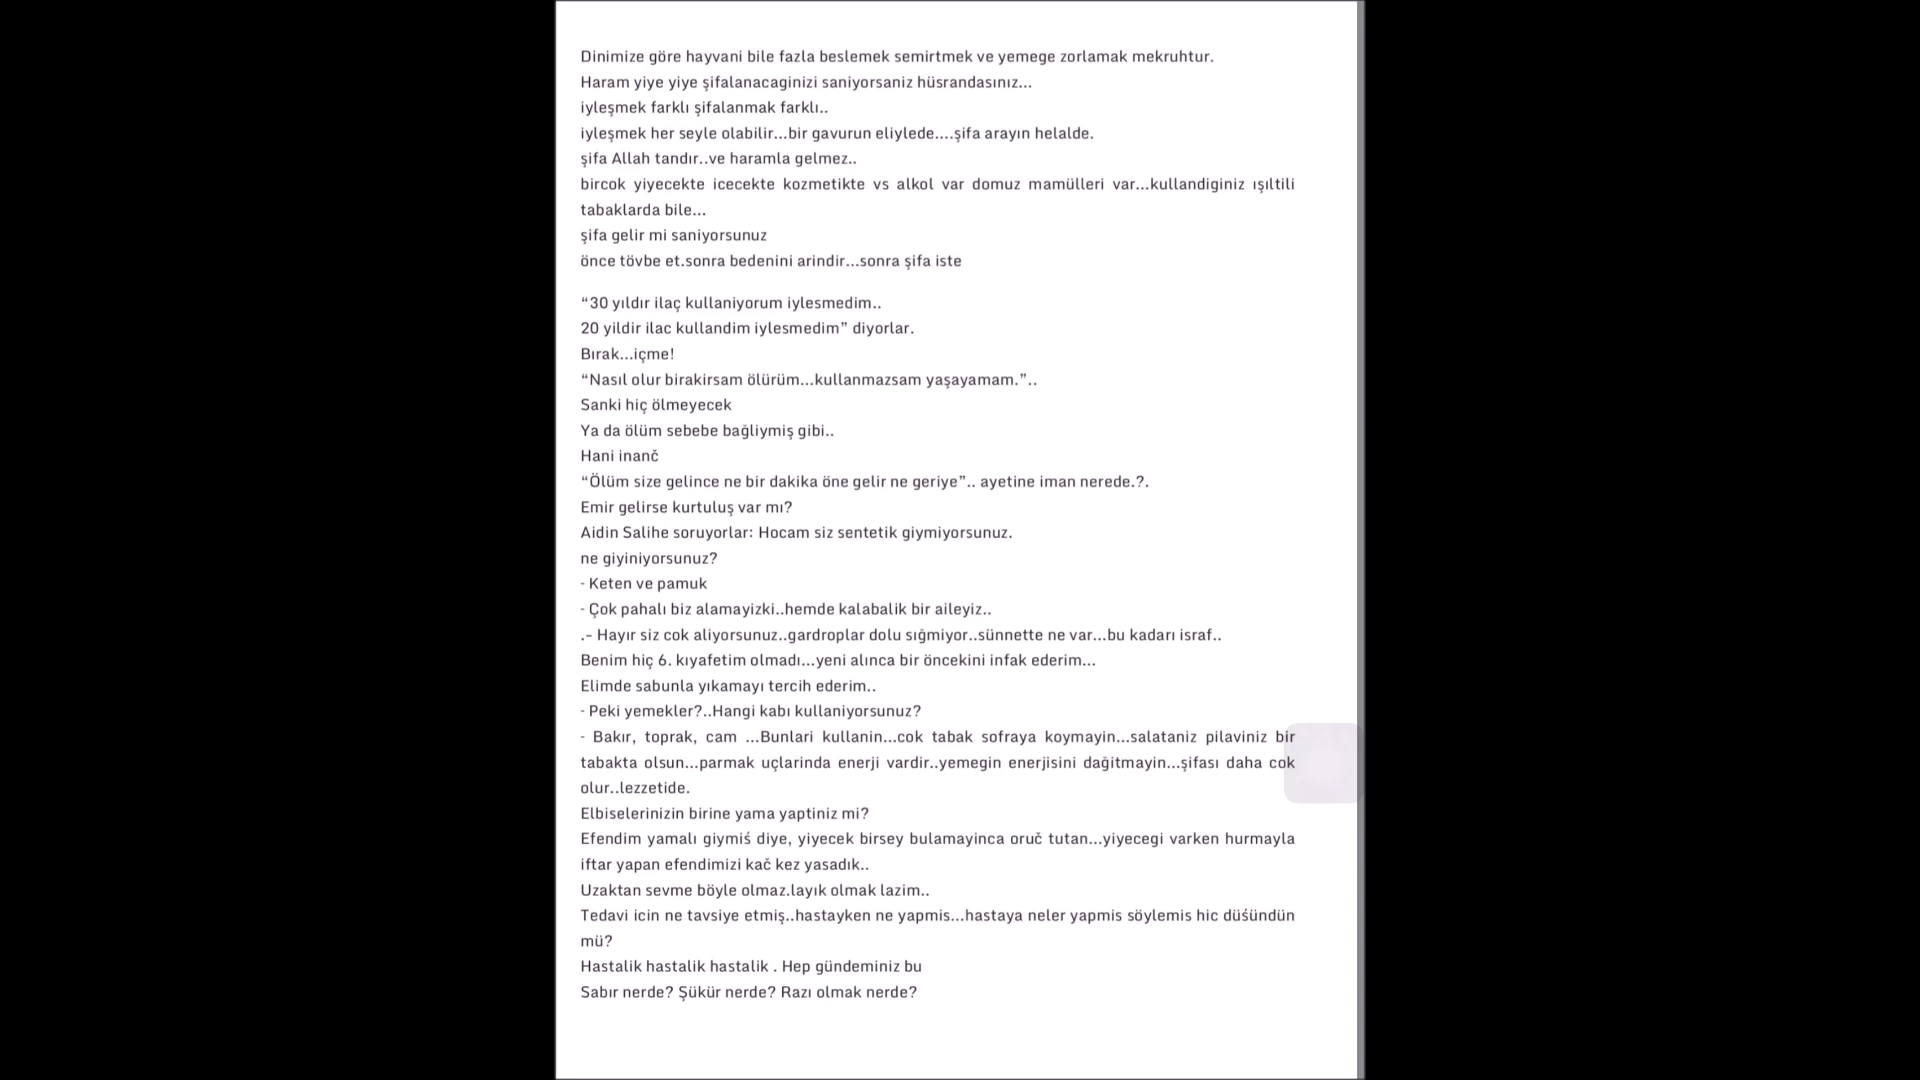 Dinimize göre hayvani bile fazla beslemek semirtmek ve yemege zorlamak mekruhtur.
Haram yiye yiye şifalanacaginizi saniyorsaniz hüsrandasınız...
iyleşmek farklı şifalanmak farklı..
iyleşmek her seyle olabilir...bir gavurun eliylede....şifa arayın helalde.
şifa Allah tandır..ve haramla gelmez..
bircok yiyecekte icecekte kozmetikte vs alkol var domuz mamülleri var...kullandiginiz ışıltili
tabaklarda bile...
şifa gelir mi saniyorsunuz
önce tövbe et.sonra bedenini arindir...sonra şifa iste
“30 yıldır ilaç kullaniyorum iylesmedim..
20 yildir ilac kullandim iylesmedim” diyorlar.
Bırak...içme!
“Nasıl olur birakirsam ölürüm...kullanmazsam yaşayamam.”..
Sanki hiç ölmeyecek
Ya da ölüm sebebe bağliymiş gibi..
Hani inanč
“Ölüm size gelince ne bir dakika öne gelir ne geriye”.. ayetine iman nerede.?.
Emir gelirse kurtuluş var mı?
Aidin Salihe soruyorlar: Hocam siz sentetik giymiyorsunuz.
ne giyiniyorsunuz?
- Keten ve pamuk
- Çok pahalı biz alamayizki..hemde kalabalik bir aileyiz..
.- Hayır siz cok aliyorsunuz..gardroplar dolu sığmiyor..sünnette ne var...bu kadarı israf..
Benim hiç 6. kıyafetim olmadı...yeni alınca bir öncekini infak ederim...
Elimde sabunla yıkamayı tercih ederim..
- Peki yemekler?..Hangi kabı kullaniyorsunuz?
- Bakır, toprak, cam ...Bunlari kullanin...cok tabak sofraya koymayin...salataniz pilaviniz bir
tabakta olsun...parmak uçlarinda enerji vardir..yemegin enerjisini dağitmayin...şifası daha cok
olur..lezzetide.
Elbiselerinizin birine yama yaptiniz mi?
Efendim yamalı giymiś diye, yiyecek birsey bulamayinca oruč tutan...yiyecegi varken hurmayla
iftar yapan efendimizi kač kez yasadık..
Uzaktan sevme böyle olmaz.layık olmak lazim..
Tedavi icin ne tavsiye etmiş..hastayken ne yapmis...hastaya neler yapmis söylemis hic düśündün
mü?
Hastalik hastalik hastalik . Hep gündeminiz bu
Sabır nerde? Şükür nerde? Razı olmak nerde?